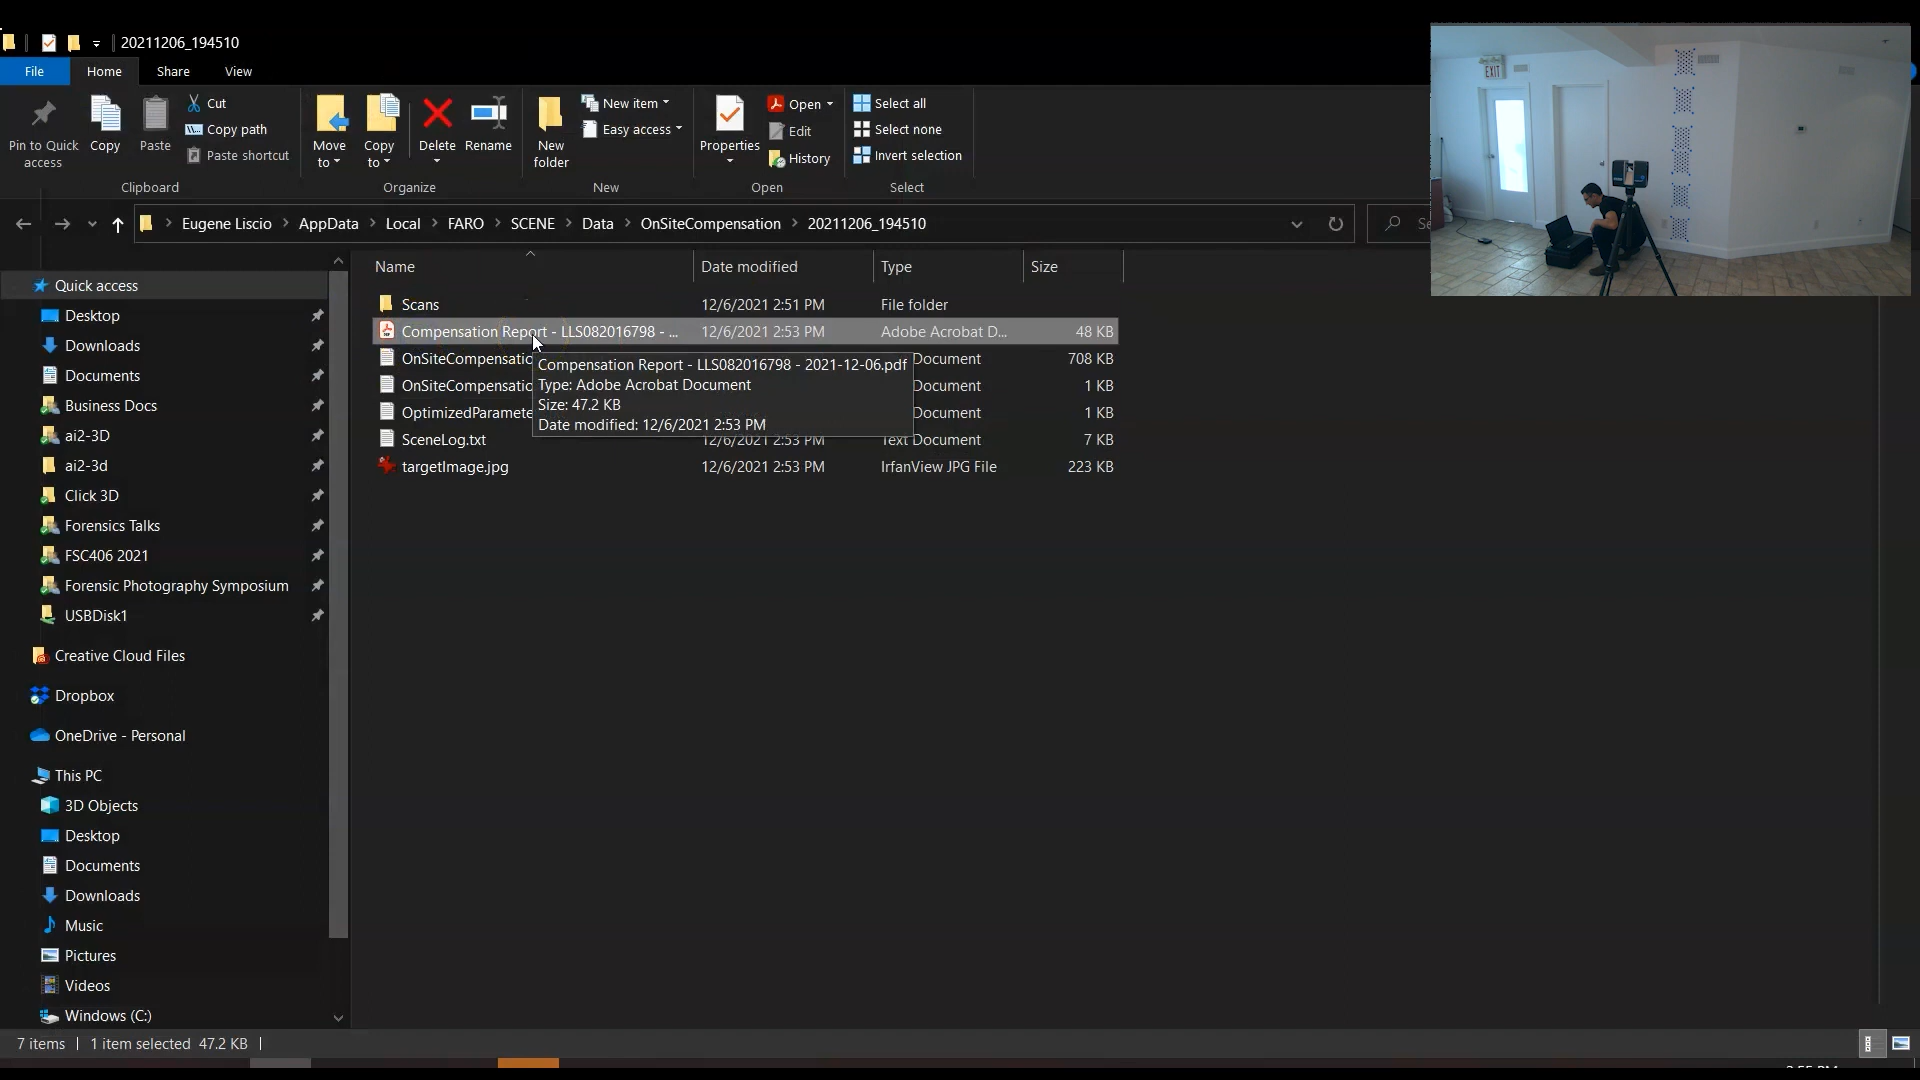 20211206_194510
File Home Share View
Pin to Quick access
Copy
Paste
Cut
Copy path
Paste shortcut
Clipboard
Move to
Copy to
Delete
Rename
Organize
New folder
New item
Easy access
New
Properties
Open
Edit
History
Open
Select all
Select none
Invert selection
Select
EXIT
Eugene Liscio AppData Local FARO SCENE Data OnSiteCompensation 20211206_194510
Name Date modified Type Size
Scans 12/6/2021 2:51 PM File folder
Compensation Report - LLS082016798 - ... 12/6/2021 2:53 PM Adobe Acrobat D... 48 KB
OnSiteCompensatio Document 708 KB
OnSiteCompensatio Document 1 KB
OptimizedParamete Document 1 KB
SceneLog.txt 12/6/2021 2:53 PM Text Document 7 KB
targetImage.jpg 12/6/2021 2:53 PM IrfanView JPG File 223 KB
Compensation Report - LLS082016798 - 2021-12-06.pdf
Type: Adobe Acrobat Document
Size: 47.2 KB
Date modified: 12/6/2021 2:53 PM
Quick access
Desktop
Downloads
Documents
Business Docs
ai2-3D
ai2-3d
Click 3D
Forensics Talks
FSC406 2021
Forensic Photography Symposium
USBDisk1
Creative Cloud Files
Dropbox
OneDrive - Personal
This PC
3D Objects
Desktop
Documents
Downloads
Music
Pictures
Videos
Windows (C:)
7 items 1 item selected 47.2 KB